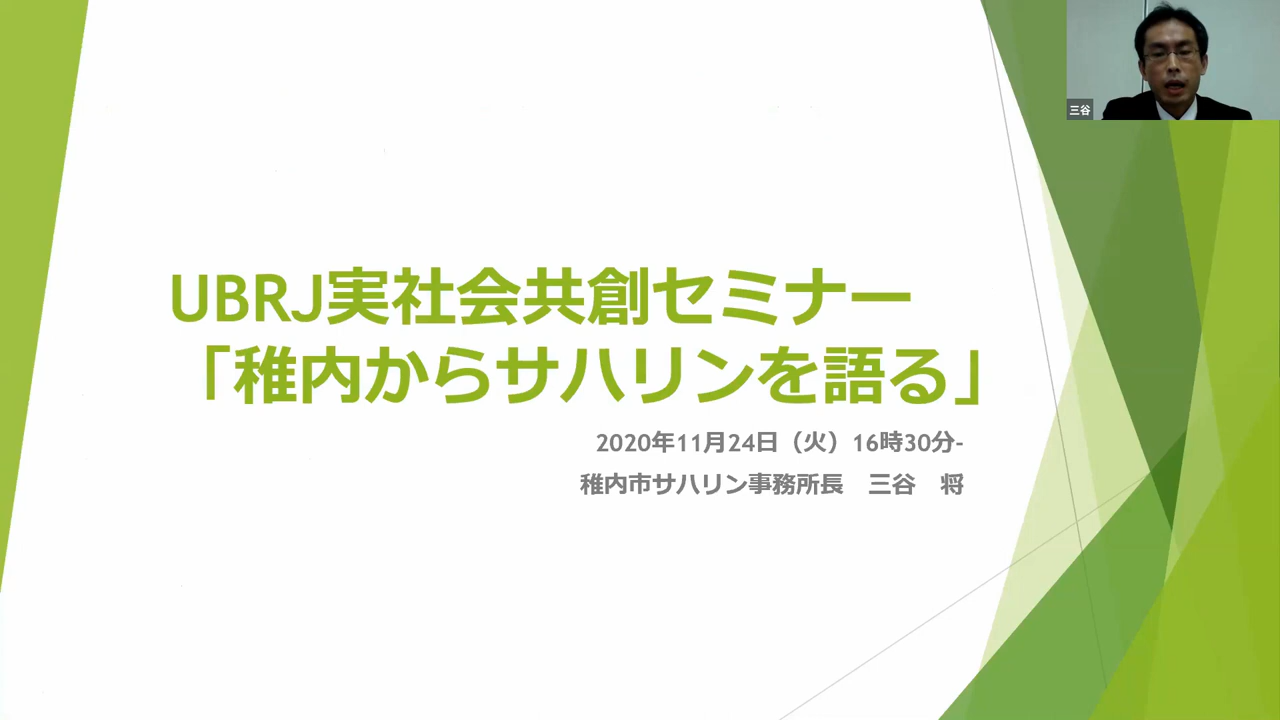 三谷
UBRJ実社会共創セミナー
「稚内からサハリンを語る」
2020年11月24日（火）16時30分-
稚内市サハリン事務所長　三谷　将